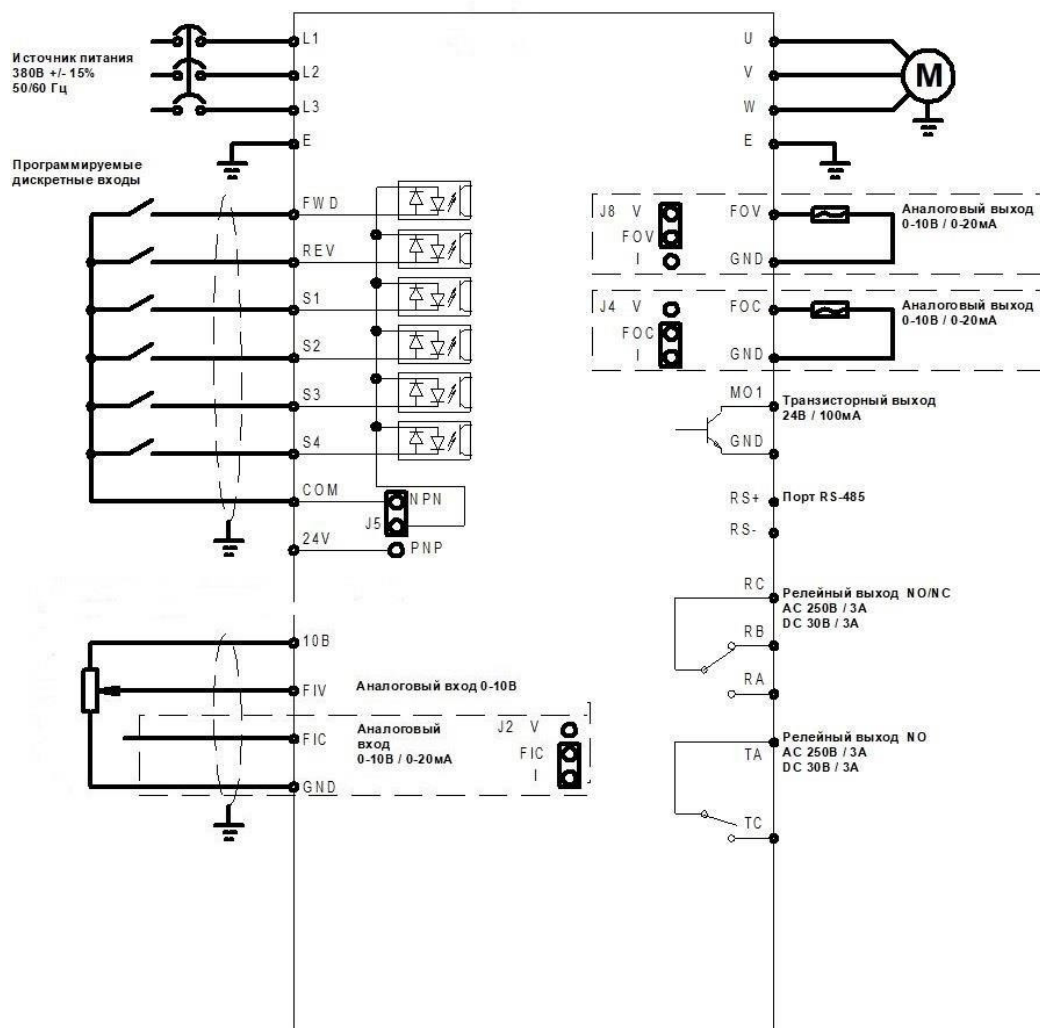 L1
Источник питания
380В +/- 15%
50/60 Гц
L2
L3
E
U
V
W
E
M
Программируемые
дискретные входы
FWD
REV
S1
S2
S3
S4
COM
NPN
J5
24V
PNP
J8 V
FOV
I
FOV
GND
Аналоговый выход
0-10В / 0-20мА
J4 V
FOC
I
FOC
GND
Аналоговый выход
0-10В / 0-20мА
MO1
Транзисторный выход
24В / 100мА
GND
RS+
Порт RS-485
RS-
RC
Релейный выход NO/NC
AC 250В / 3А
DC 30В / 3А
RB
RA
10В
FIV
Аналоговый вход 0-10В
FIC
Аналоговый
вход
0-10В / 0-20мА
J2 V
FIC
I
GND
Релейный выход NO
TA
AC 250В / 3А
DC 30В / 3А
TC